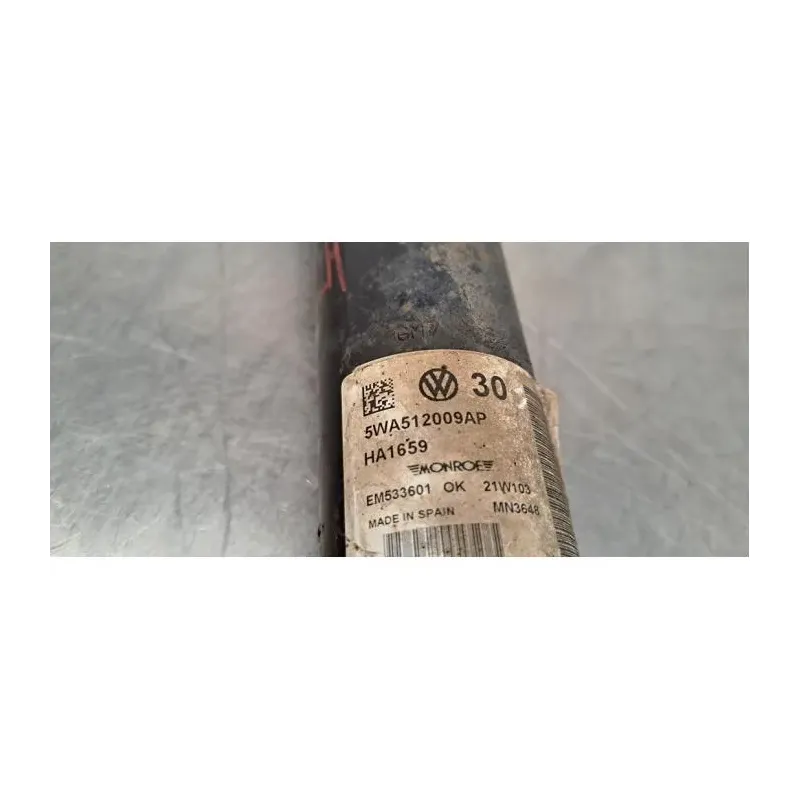 30
5WA512009AP
HA1659
MONROE
EM533601 OK 21W103
MADE IN SPAIN MN3648